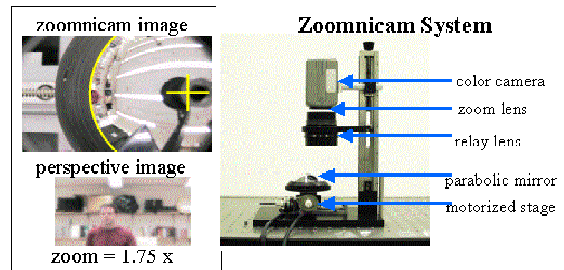 zoomnicam image
perspective image
zoom = 1.75 x
Zoomnicam System
color camera
zoom lens
relay lens
parabolic mirror
motorized stage